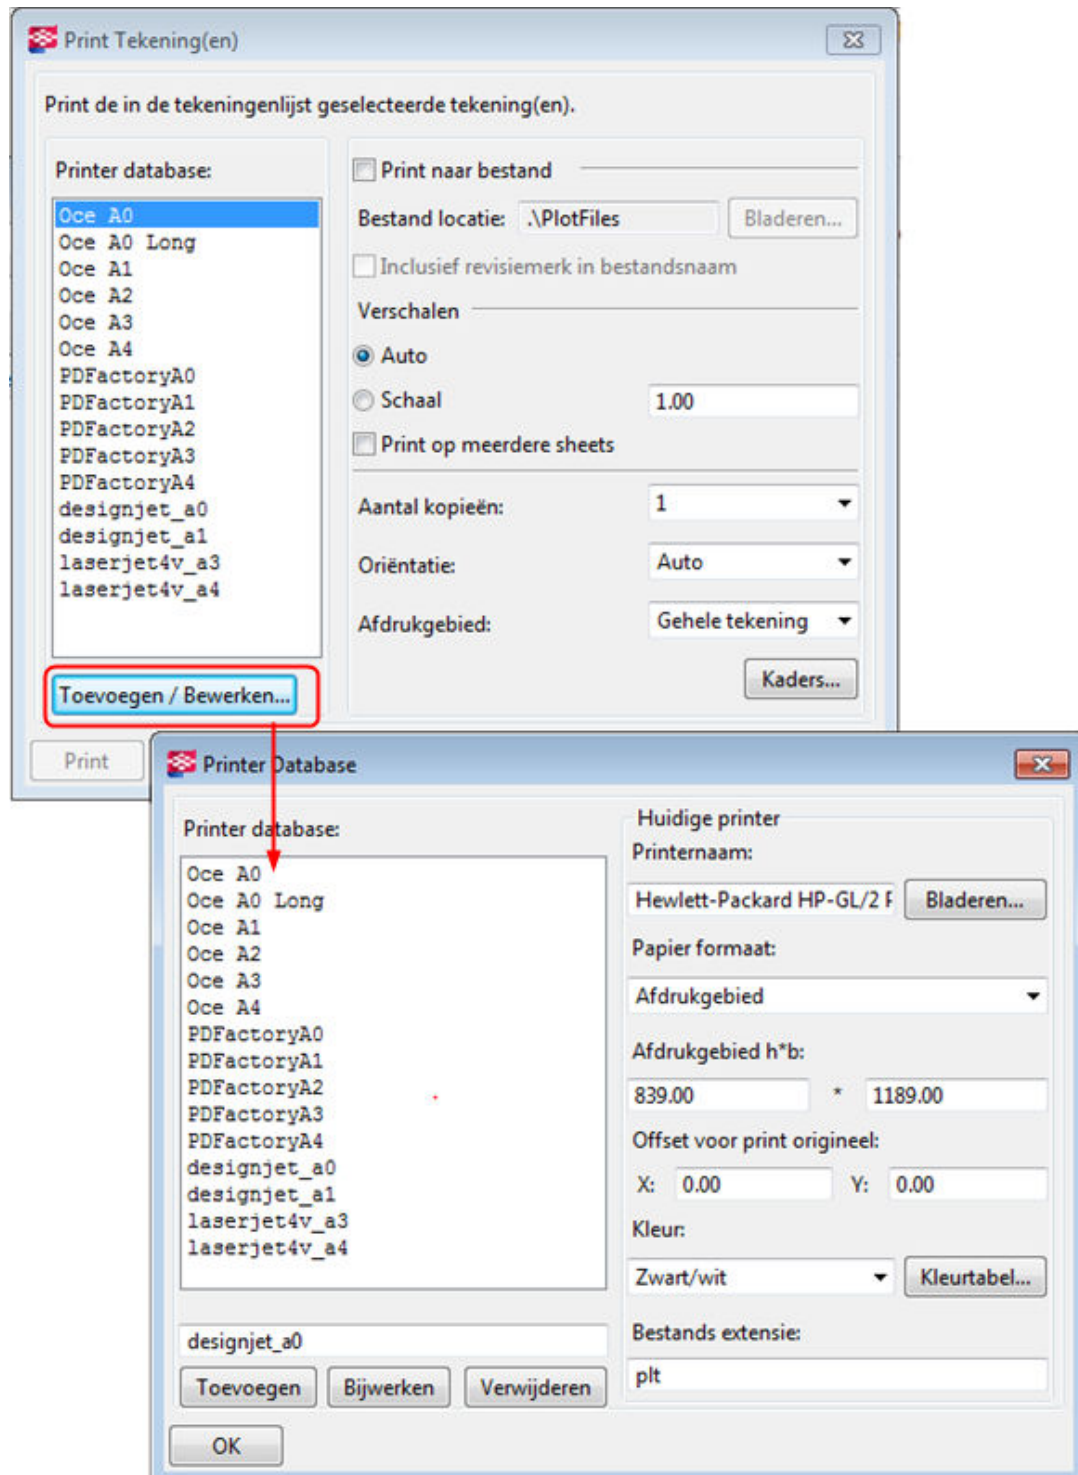 Print Tekening(en)
Print de in de tekeningenlijst geselecteerde tekening(en).
Printer database:
Oce A0
Oce A0 Long
Oce A1
Oce A2
Oce A3
Oce A4
PDFactoryA0
PDFactoryA1
PDFactoryA2
PDFactoryA3
PDFactoryA4
designjet_a0
designjet_a1
laserjet4v_a3
laserjet4v_a4
Toevoegen / Bewerken...
Print
Print naar bestand
Bestand locatie: .\PlotFiles Bladeren...
Inclusief revisiemerk in bestandsnaam
Verschalen
Auto
Schaal 1.00
Print op meerdere sheets
Aantal kopieën: 1
Oriëntatie: Auto
Afdrukgebied: Gehele tekening
Kaders...
Printer Database
Printer database:
Oce A0
Oce A0 Long
Oce A1
Oce A2
Oce A3
Oce A4
PDFactoryA0
PDFactoryA1
PDFactoryA2
PDFactoryA3
PDFactoryA4
designjet_a0
designjet_a1
laserjet4v_a3
laserjet4v_a4
designjet_a0
Toevoegen Bijwerken Verwijderen
OK
Huidige printer
Printernaam:
Hewlett-Packard HP-GL/2 Bladeren...
Papier formaat:
Afdrukgebied
Afdrukgebied h*b:
839.00 * 1189.00
Offset voor print origineel:
X: 0.00 Y: 0.00
Kleur:
Zwart/wit Kleurtabel...
Bestands extensie:
plt